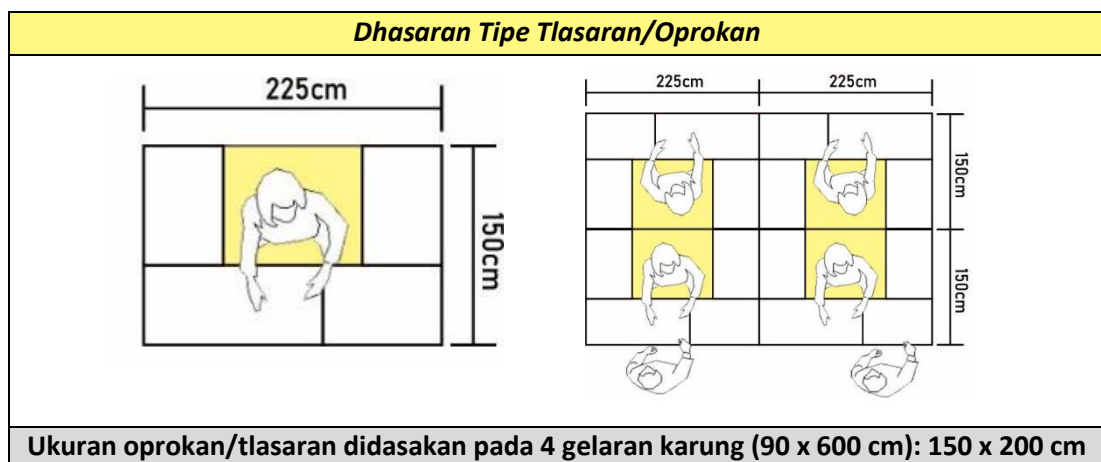 Dhasaran Tipe Tlasaran/Oprokan
225cm
150cm
225cm
225cm
150cm
150cm
Ukuran oprokan/tlasaran didasakan pada 4 gelaran karung (90 x 600 cm): 150 x 200 cm